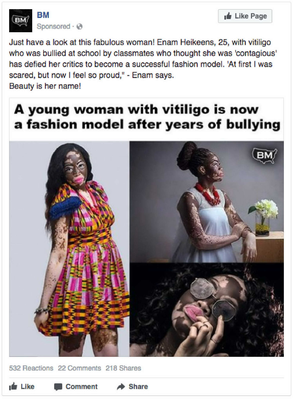 BM
BM
Like Page
Sponsored ·
Just have a look at this fabulous woman! Enam Heikeens, 25, with vitiligo
who was bullied at school by classmates who thought she was 'contagious'
has defied her critics to become a successful fashion model. 'At first I was
scared, but now I feel so proud," - Enam says.
Beauty is her name!
A young woman with vitiligo is now
a fashion model after years of bullying
BM
532 Reactions 22 Comments 218 Shares
Like Comment Share